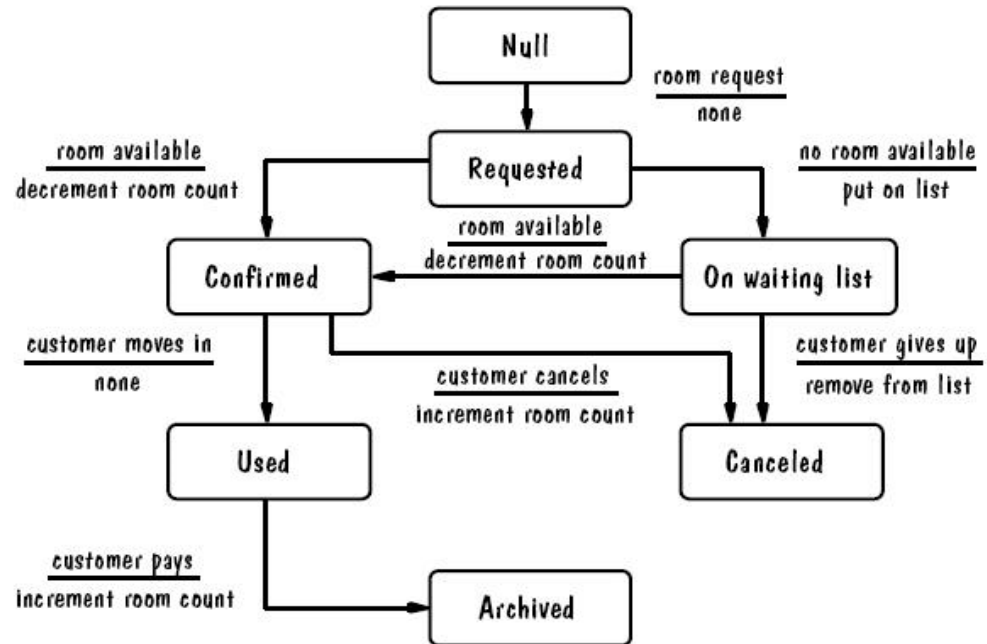 Null
room request
none
room available
decrement room count
Requested
no room available
put on list
room available
decrement room count
Confirmed
On waiting list
customer moves in
none
customer cancels
increment room count
customer gives up
remove from list
Used
Canceled
customer pays
increment room count
Archived